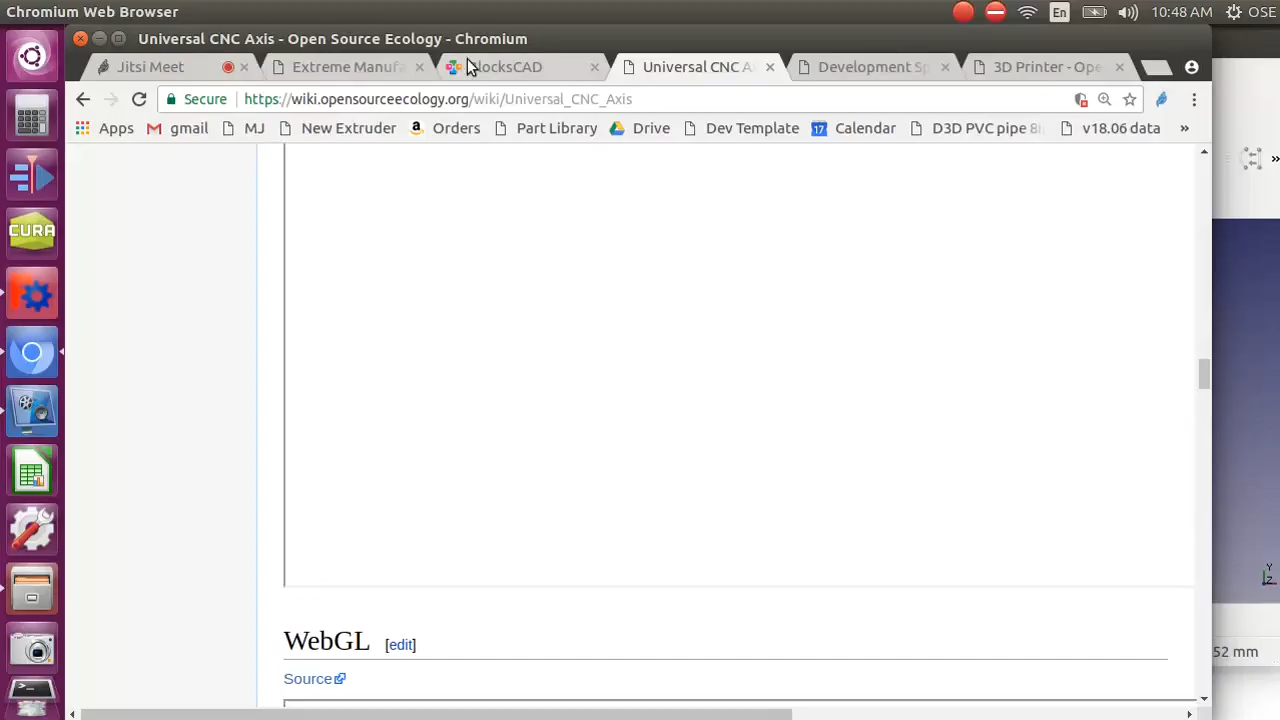 Chromium Web Browser
En
10:48 AM
OSE
Universal CNC Axis - Open Source Ecology - Chromium
Jitsi Meet
Extreme Manufa
locksCAD
Universal CNC A
Development Sp
3D Printer - Ope
Secure
https://wiki.opensourceecology.org/wiki/Universal_CNC_Axis
Apps
gmail
MJ
New Extruder
Orders
Part Library
Drive
Dev Template
17
Calendar
D3D PVC pipe 8
v18.06 data
»
»
CURA
WebGL [edit]
Source
Y
Z
52 mm